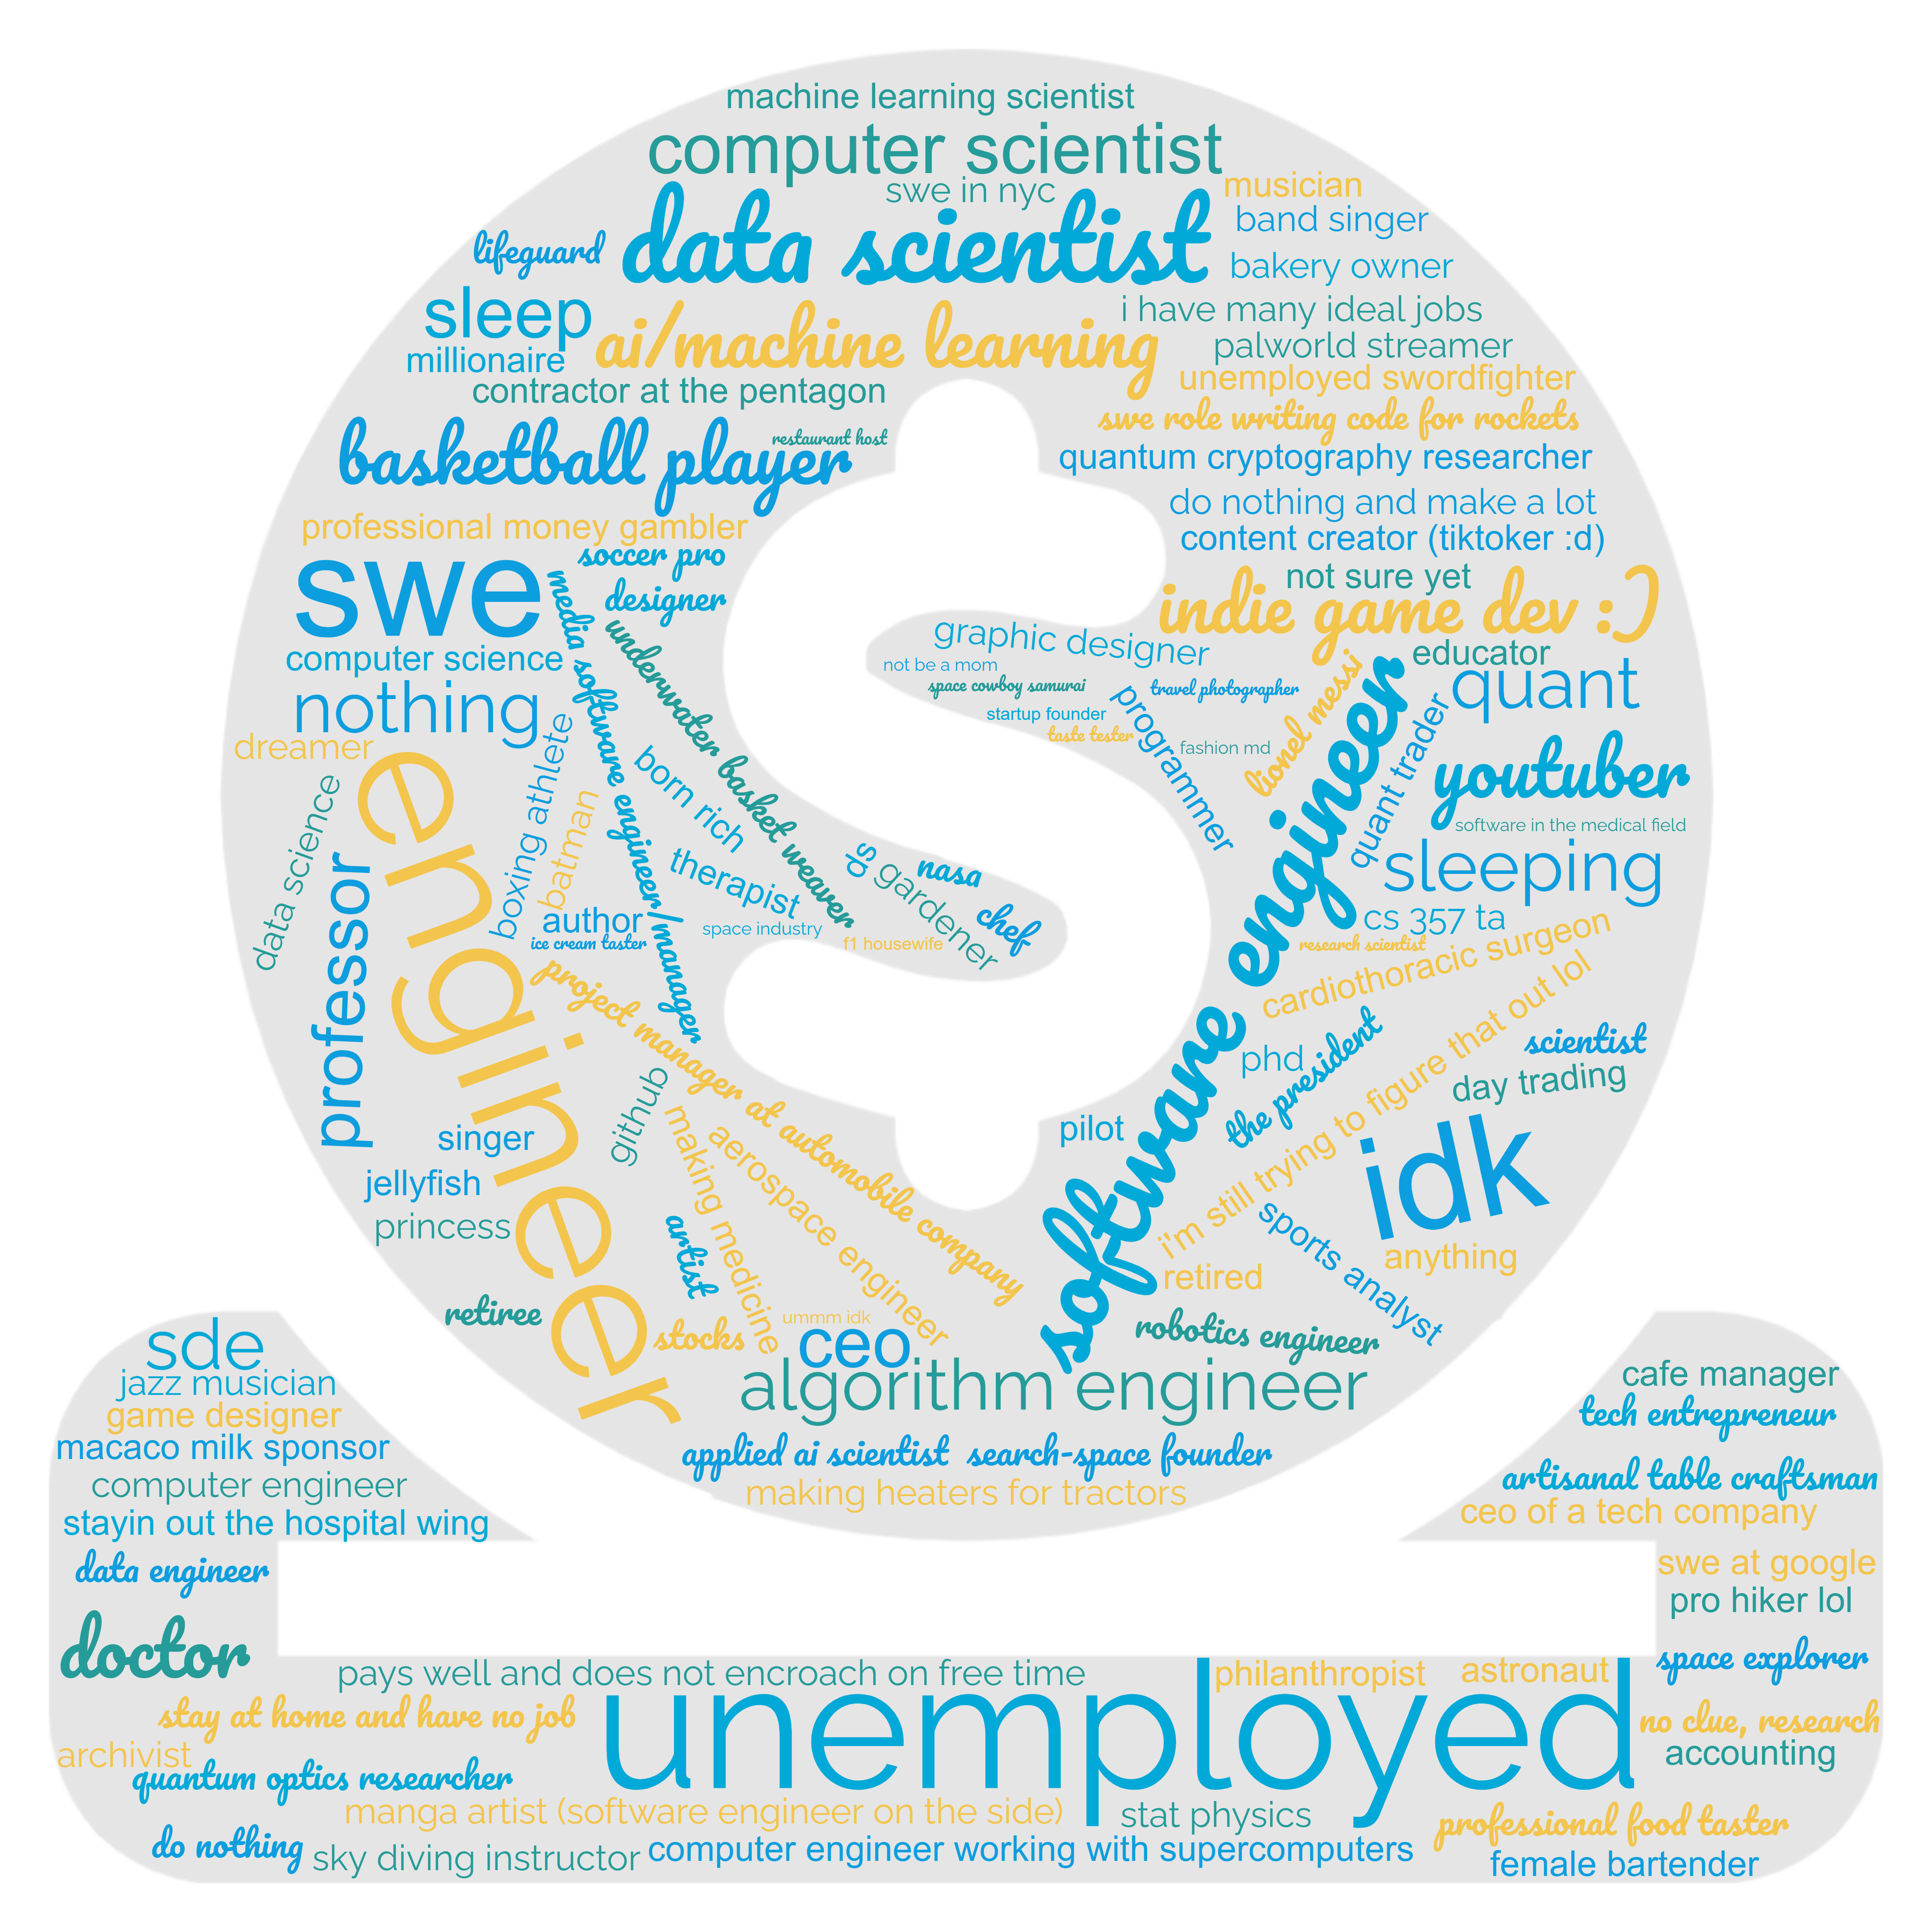 machine learning scientist
computer scientist
swe in nyc
musician
data scientist
band singer
lifeguard
bakery owner
sleep
i have many ideal jobs
ai/machine learning
palworld streamer
millionaire
unemployed swordfighter
contractor at the pentagon
swe role writing code for rockets
basketball player
restaurant host
quantum cryptography researcher
do nothing and make a lot
professional money gambler
content creator (tiktoker :d)
soccer pro
not sure yet
swe
designer
indie game dev :)
media software engineer/manager
underwater basket weaver
graphic designer
educator
computer science
not be a mom
nothing
space cowboy samurai
travel photographer
lionel messi
quant
startup founder
programmer
quant trader
taste tester
fashion md
dreamer
software engineer
youtuber
engineer
boxing athlete
born rich
data science
batman
software in the medical field
professor
therapist
ds
gardener
nasa
sleeping
author
chef
cs 357 ta
ice cream taster
space industry
f1 housewife
research scientist
cardiothoracic surgeon
project manager at automobile company
i'm still trying to figure that out lol
scientist
phd
the president
day trading
github
making medicine
aerospace engineer
pilot
singer
idk
jellyfish
princess
artist
sports analyst
anything
retired
retiree
stocks
ummm idk
ceo
robotics engineer
algorithm engineer
sde
jazz musician
cafe manager
game designer
tech entrepreneur
macaco milk sponsor
applied ai scientist
search-space founder
computer engineer
artisanal table craftsman
making heaters for tractors
ceo of a tech company
stayin out the hospital wing
data engineer
swe at google
pro hiker lol
doctor
space explorer
pays well and does not encroach on free time
philanthropist
astronaut
stay at home and have no job
unemployed
no clue, research
archivist
accounting
quantum optics researcher
manga artist (software engineer on the side)
stat physics
professional food taster
do nothing
sky diving instructor
computer engineer working with supercomputers
female bartender